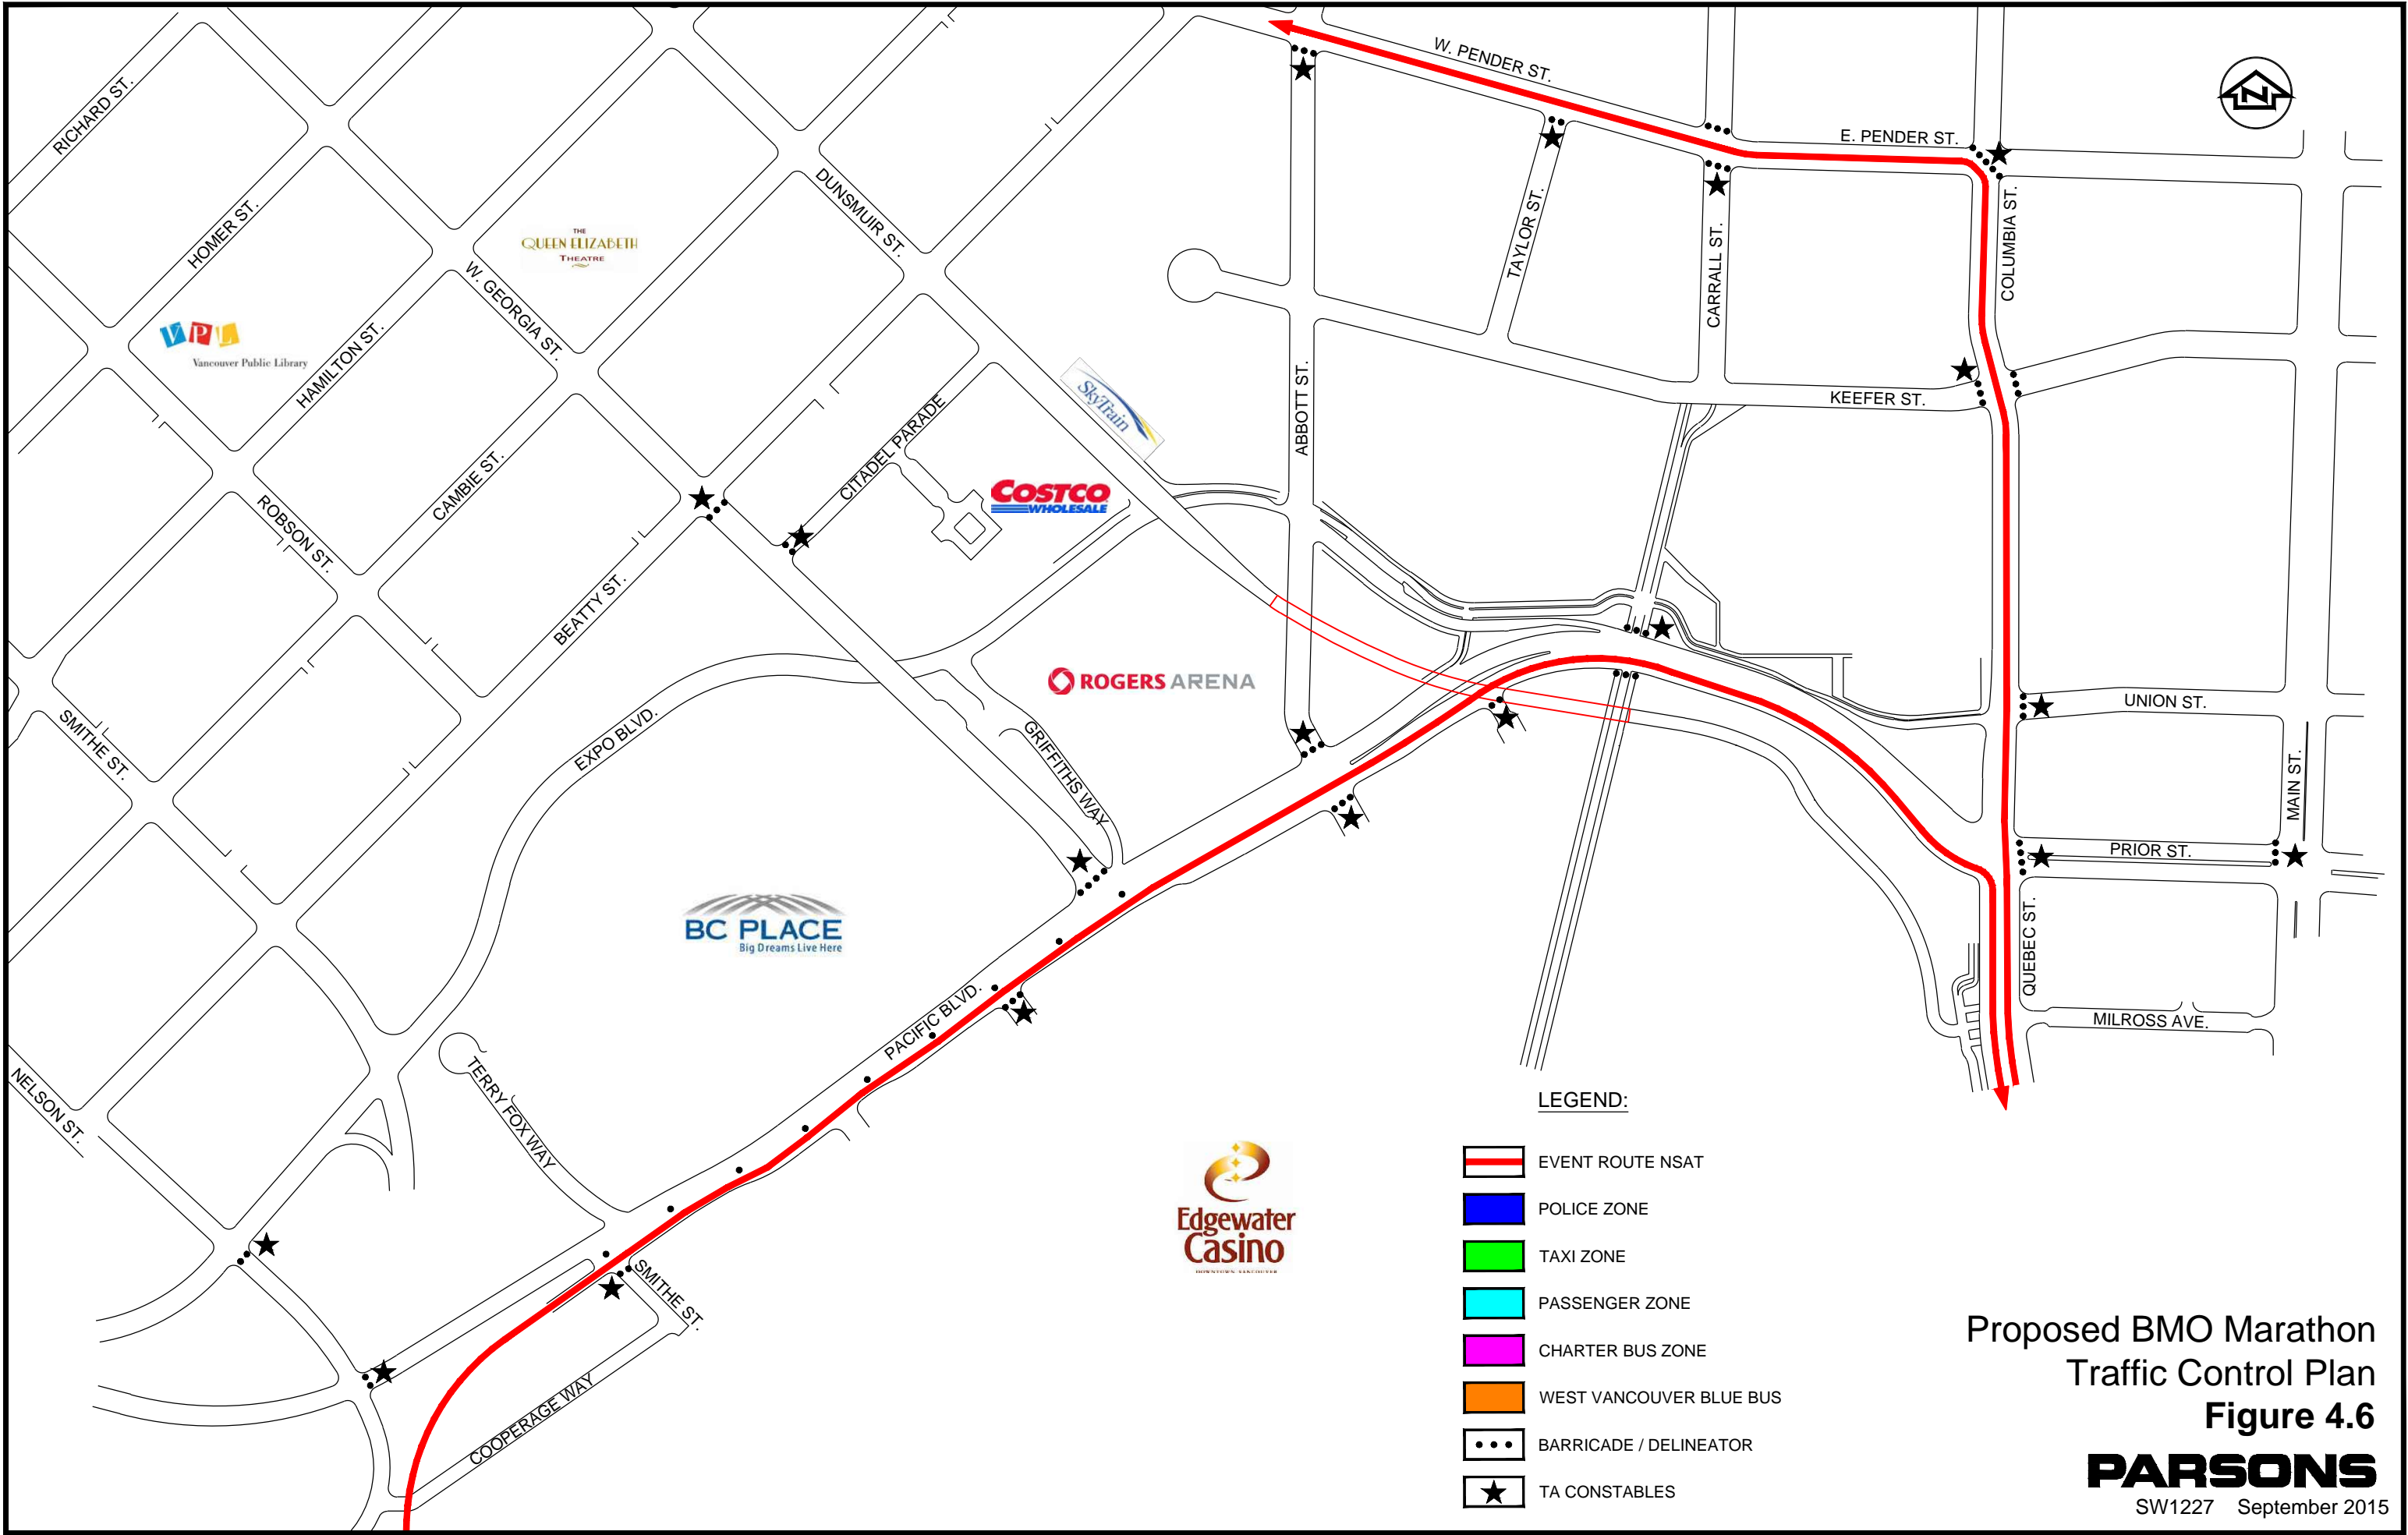 W. PENDER ST.
E. PENDER ST.
N
RICHARD ST.
HOMER ST.
THE
QUEEN ELIZABETH
THEATRE
DUNSMUIR ST.
TAYLOR ST.
CARRALL ST.
COLUMBIA ST.
VPL
Vancouver Public Library
HAMILTON ST.
W. GEORGIA ST.
SkyTrain
ABBOTT ST.
KEEFER ST.
CITADEL PARADE
COSTCO
WHOLESALE
CAMBIE ST.
ROBSON ST.
BEATTY ST.
ROGERS ARENA
UNION ST.
SMITHE ST.
EXPO BLVD.
GRIFFITHS WAY
MAIN ST.
PRIOR ST.
BC PLACE
Big Dreams Live Here
QUEBEC ST.
PACIFIC BLVD.
MILROSS AVE.
NELSON ST.
TERRY FOX WAY
SMITHE ST.
COOPERAGE WAY
Edgewater
Casino
DOWNTOWN VANCOUVER
LEGEND:
EVENT ROUTE NSAT
POLICE ZONE
TAXI ZONE
PASSENGER ZONE
CHARTER BUS ZONE
WEST VANCOUVER BLUE BUS
BARRICADE / DELINEATOR
TA CONSTABLES
Proposed BMO Marathon
Traffic Control Plan
Figure 4.6
PARSONS
SW1227 September 2015